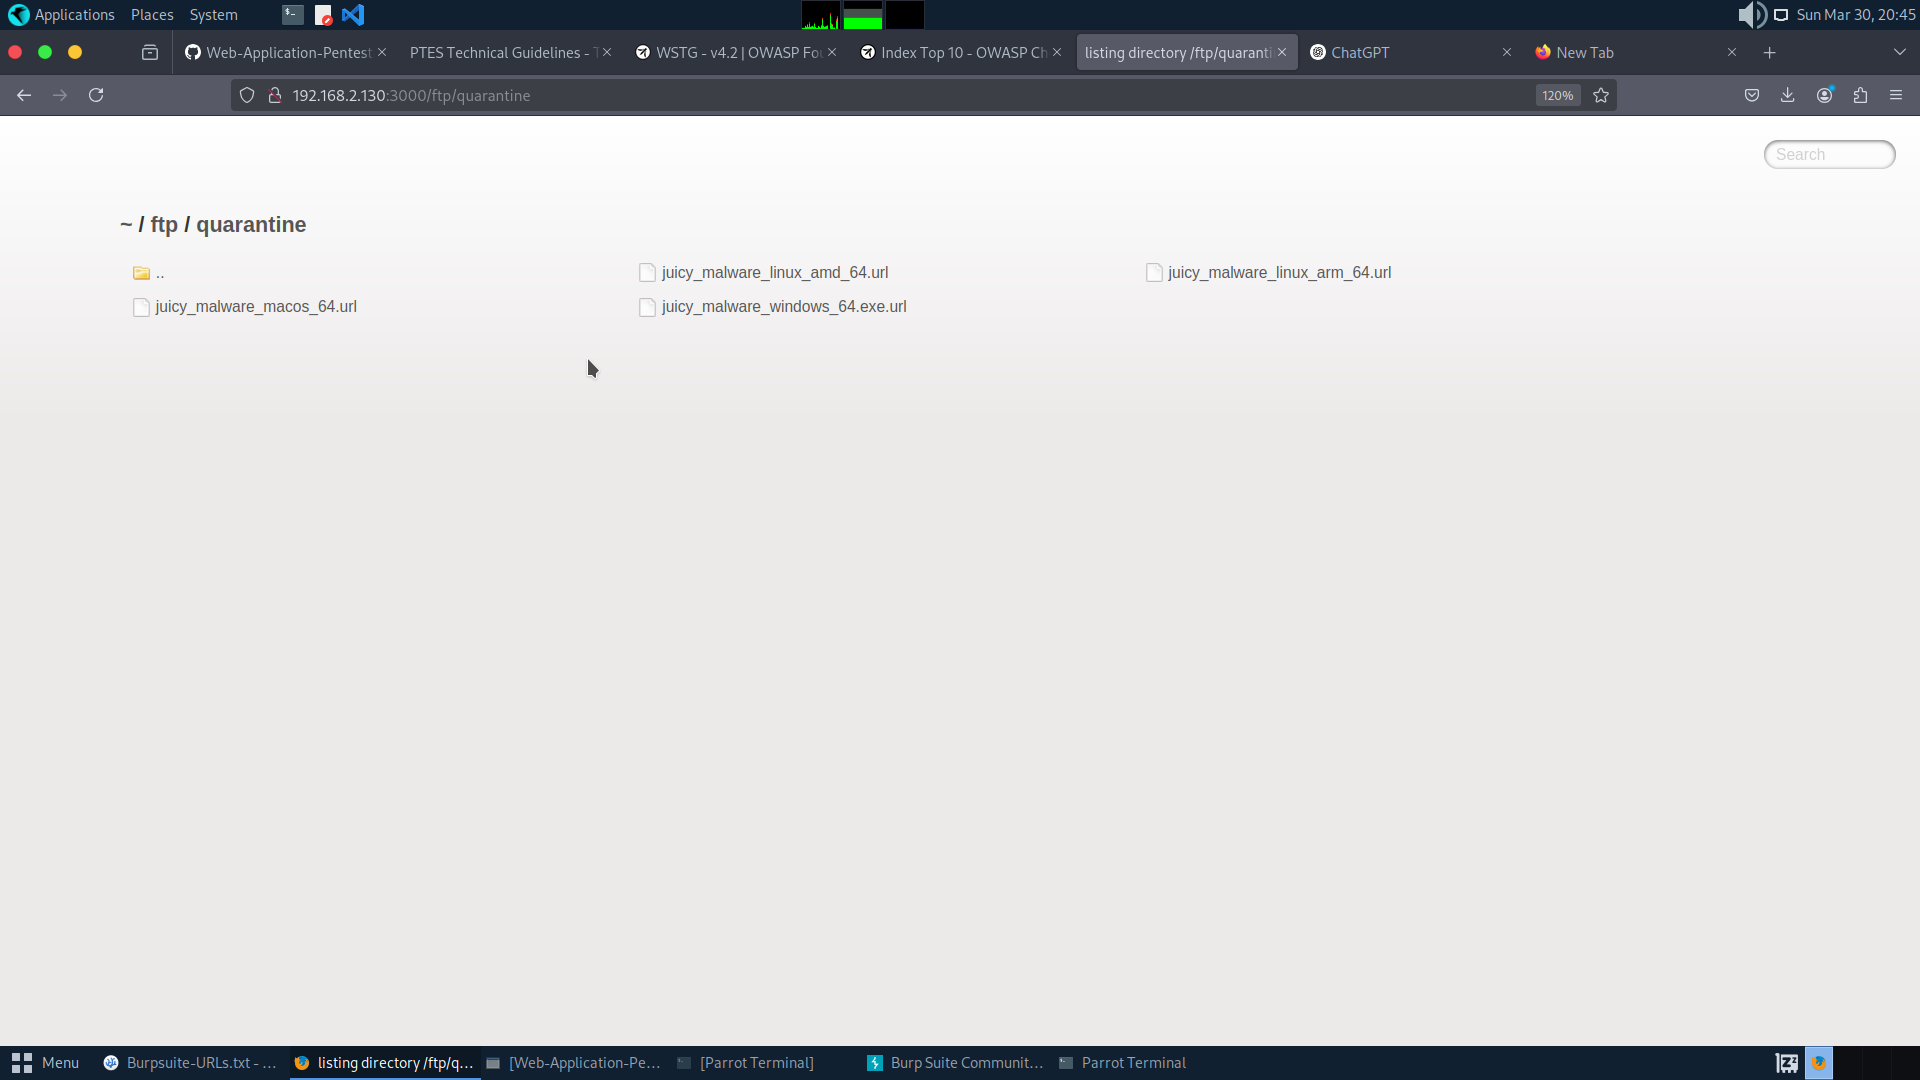 Applications Places System Sun Mar 30, 20:45
Web-Application-Pentest PTES Technical Guidelines - T WSTG - v4.2 | OWASP Fou Index Top 10 - OWASP Ch listing directory /ftp/quaranti ChatGPT New Tab
192.168.2.130:3000/ftp/quarantine 120%
Search
~ / ftp / quarantine
.. juicy_malware_linux_amd_64.url juicy_malware_linux_arm_64.url
juicy_malware_macos_64.url juicy_malware_windows_64.exe.url
Menu Burpsuite-URLs.txt - ... listing directory /ftp/q... [Web-Application-Pe... [Parrot Terminal] Burp Suite Communit... Parrot Terminal